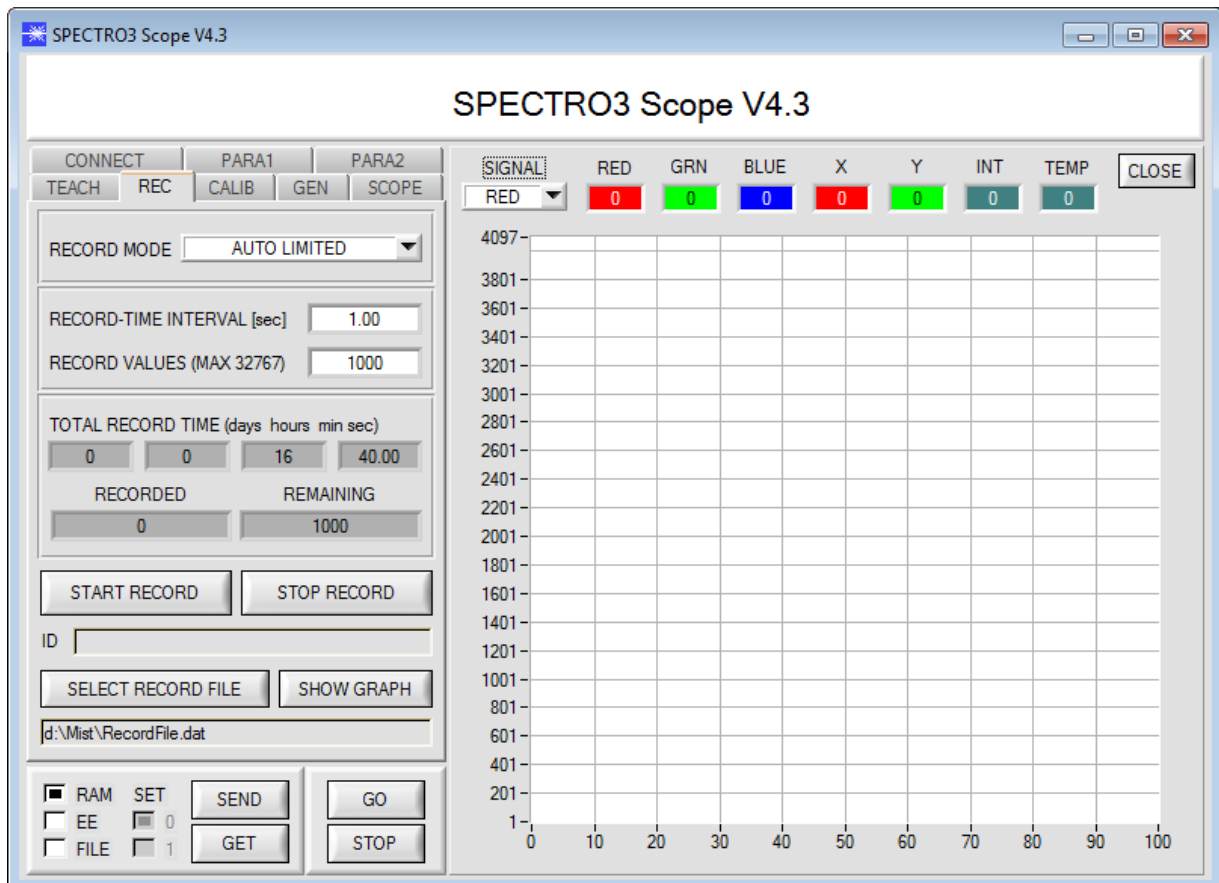 SPECTRO3 Scope V4.3
SPECTRO3 Scope V4.3
CONNECT PARA1 PARA2
TEACH REC CALIB GEN SCOPE
RECORD MODE AUTO LIMITED
RECORD-TIME INTERVAL [sec] 1.00
RECORD VALUES (MAX 32767) 1000
TOTAL RECORD TIME (days hours min sec)
0 0 16 40.00
RECORDED REMAINING
0 1000
START RECORD STOP RECORD
ID
SELECT RECORD FILE SHOW GRAPH
d:\Mist\RecordFile.dat
RAM SET SEND GO
EE 0
FILE 1 GET STOP
SIGNAL RED GRN BLUE X Y INT TEMP CLOSE
RED 0 0 0 0 0 0 0
4097
3801
3601
3401
3201
3001
2801
2601
2401
2201
2001
1801
1601
1401
1201
1001
801
601
401
201
1
0 10 20 30 40 50 60 70 80 90 100